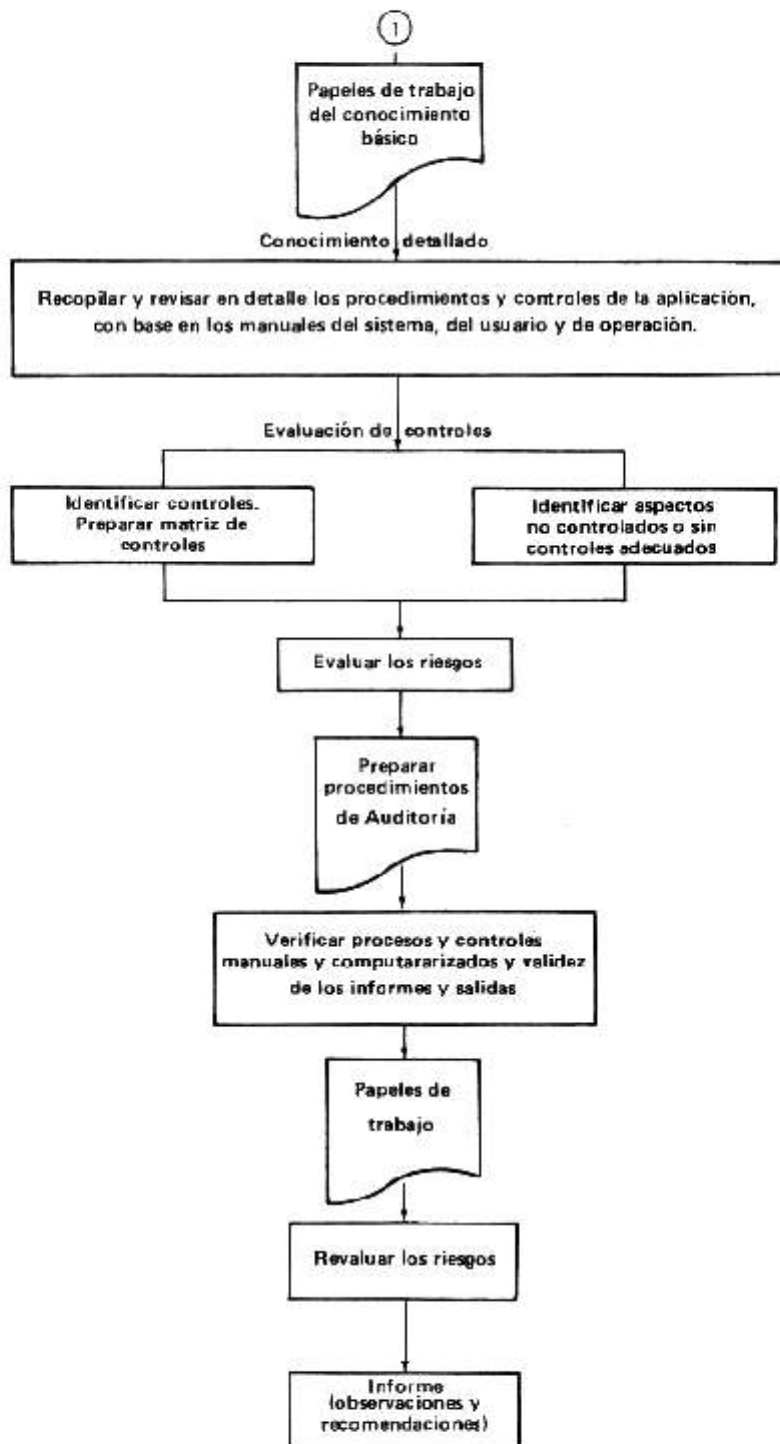 1
Papeles de trabajo
del conocimiento
básico
Conocimiento detallado
Recopilar y revisar en detalle los procedimientos y controles de la aplicación,
con base en los manuales del sistema, del usuario y de operación.
Evaluación de controles
Identificar controles.
Preparar matriz de
controles
Identificar aspectos
no controlados o sin
controles adecuados
Evaluar los riesgos
Preparar
procedimientos
de Auditoría
Verificar procesos y controles
manuales y computararizados y validez
de los informes y salidas
Papeles de
trabajo
Revaluar los riesgos
Informe
(observaciones y
recomendaciones)